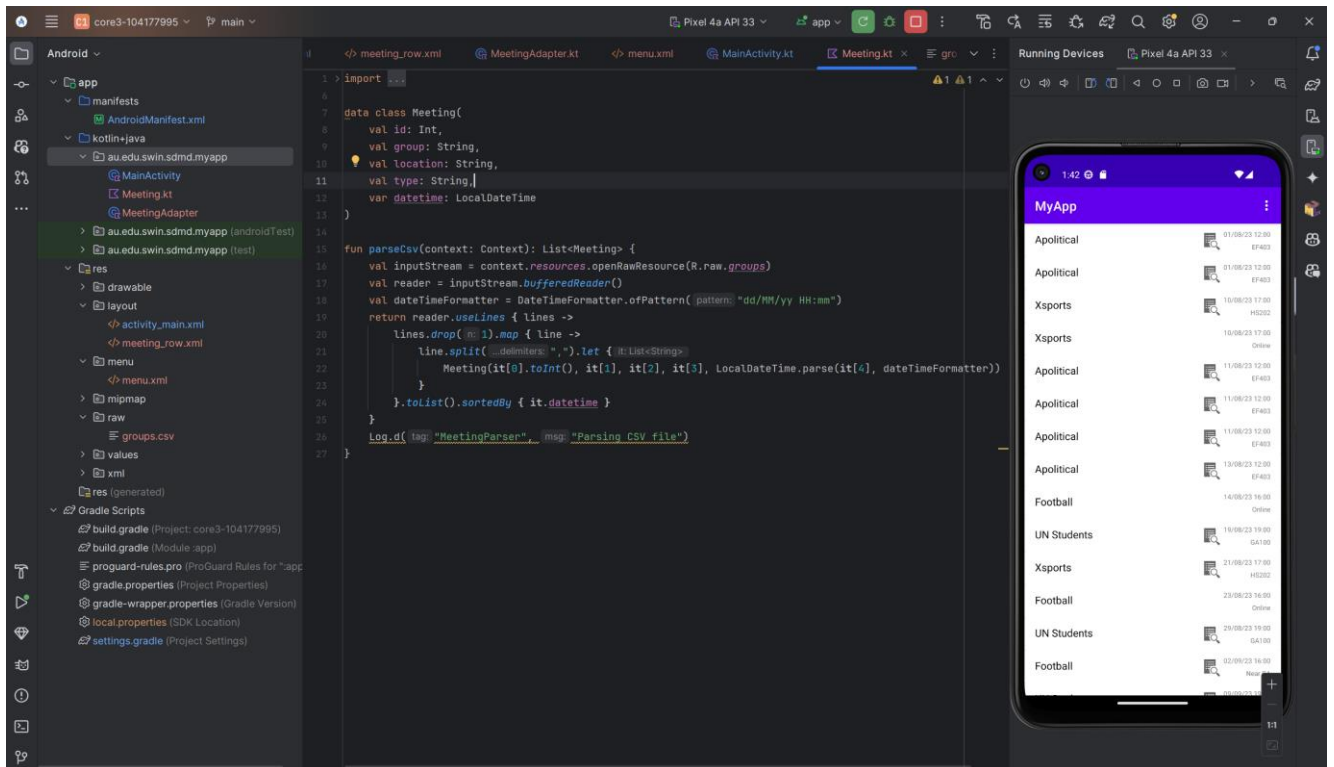 C1 core3-104177995 main Pixel 4a API 33 app
Android
app
manifests
AndroidManifest.xml
kotlin+java
au.edu.swin.sdmd.myapp
MainActivity
Meeting.kt
MeetingAdapter
au.edu.swin.sdmd.myapp (androidTest)
au.edu.swin.sdmd.myapp (test)
res
drawable
layout
activity_main.xml
meeting_row.xml
menu
menu.xml
mipmap
raw
groups.csv
values
xml
res (generated)
Gradle Scripts
build.gradle (Project: core3-104177995)
build.gradle (Module :app)
proguard-rules.pro (ProGuard Rules for ":app
gradle.properties (Project Properties)
gradle-wrapper.properties (Gradle Version)
local.properties (SDK Location)
settings.gradle (Project Settings)
meeting_row.xml MeetingAdapter.kt menu.xml MainActivity.kt Meeting.kt gro
1 import ...
1 1
6
7 data class Meeting(
8 val id: Int,
9 val group: String,
10 val location: String,
11 val type: String,
12 var datetime: LocalDateTime
13 )
14
15 fun parseCsv(context: Context): List<Meeting> {
16 val inputStream = context.resources.openRawResource(R.raw.groups)
17 val reader = inputStream.bufferedReader()
18 val dateTimeFormatter = DateTimeFormatter.ofPattern( pattern: "dd/MM/yy HH:mm")
19 return reader.useLines { lines ->
20 lines.drop( n: 1).map { line ->
21 line.split( ...delimiters: ",").let { it: List<String>
22 Meeting(it[0].toInt(), it[1], it[2], it[3], LocalDateTime.parse(it[4], dateTimeFormatter))
23 }
24 }.toList().sortedBy { it.datetime }
25 }
26 Log.d( tag: "MeetingParser", msg: "Parsing CSV file")
27 }
Running Devices Pixel 4a API 33
1:42
MyApp
Apolitical 01/08/23 12:00
EF403
Apolitical 01/08/23 12:00
EF403
Xsports 10/08/23 17:00
HS202
Xsports 10/08/23 17:00
Online
Apolitical 11/08/23 12:00
EF403
Apolitical 11/08/23 12:00
EF403
Apolitical 11/08/23 12:00
EF403
Apolitical 13/08/23 12:00
EF403
Football 14/08/23 16:00
Online
UN Students 19/08/23 19:00
GA100
Xsports 21/08/23 17:00
HS202
Football 23/08/23 16:00
Online
UN Students 29/08/23 19:00
GA100
Football 02/09/23 16:00
Near
1:1